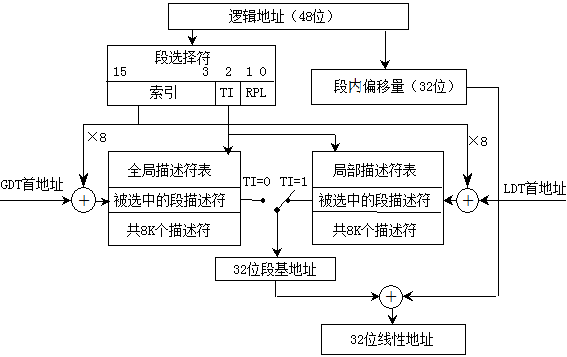 逻辑地址（48位）
段选择符
15 3 2 1 0
索引 TI RPL
段内偏移量（32位）
×8
×8
全局描述符表
局部描述符表
GDT首地址
TI=0 TI=1
LDT首地址
+
被选中的段描述符
被选中的段描述符
+
共8K个描述符
共8K个描述符
32位段基地址
+
32位线性地址